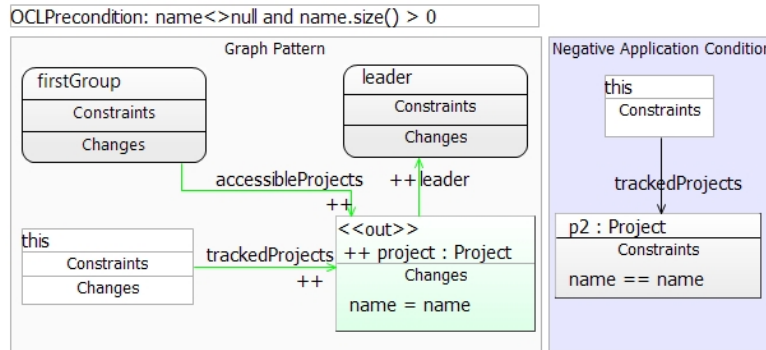 OCLPrecondition: name<>null and name.size() > 0
Graph Pattern
firstGroup
Constraints
Changes
leader
Constraints
Changes
accessibleProjects
++
++ leader
this
Constraints
Changes
trackedProjects
++
<<out>>
++ project : Project
Changes
name = name
Negative Application Condition
this
Constraints
trackedProjects
p2 : Project
Constraints
name == name